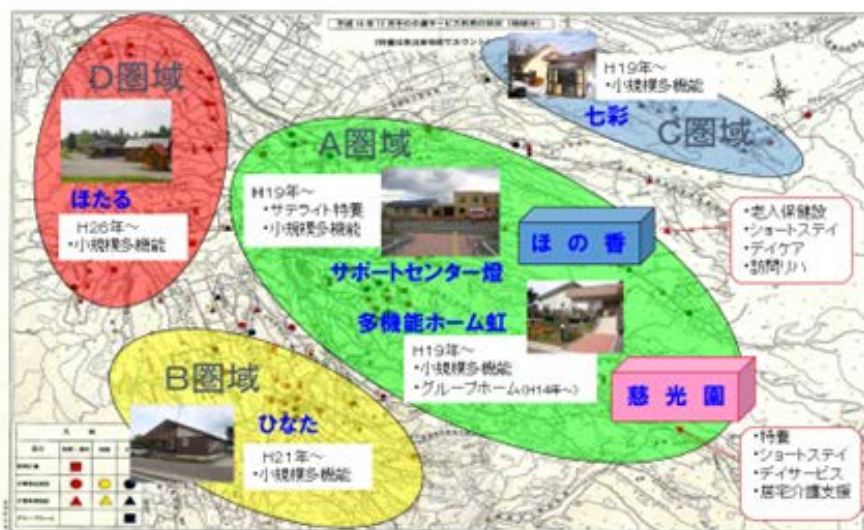 D圏域
ほたる
H26年～
・小規模多機能
A圏域
H19年～
・サテライト特養
・小規模多機能
サポートセンター燈
多機能ホーム虹
H19年～
・小規模多機能
・グループホーム(H14年～)
H19年～
・小規模多機能
七彩
C圏域
ほの香
・老人保健設
・ショートステイ
・デイケア
・訪問リハ
B圏域
ひなた
H21年～
・小規模多機能
慈光園
・特養
・ショートステイ
・デイサービス
・居宅介護支援